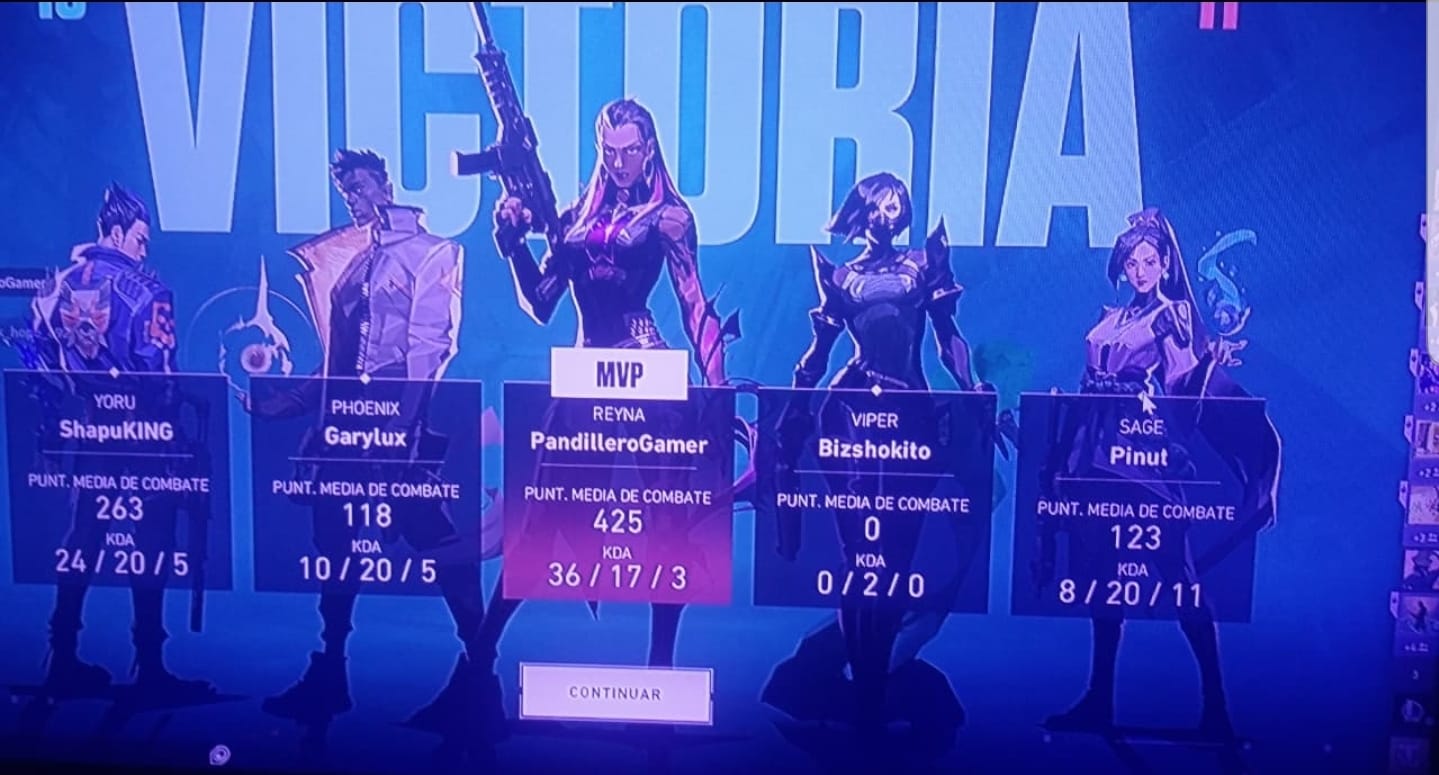 VICTORIA
MVP
YORU
ShapuKING
PUNT. MEDIA DE COMBATE
263
KDA
24 / 20 / 5
PHOENIX
Garylux
PUNT. MEDIA DE COMBATE
118
KDA
10 / 20 / 5
REYNA
PandilleroGamer
PUNT. MEDIA DE COMBATE
425
KDA
36 / 17 / 3
VIPER
Bizshokito
PUNT. MEDIA DE COMBATE
0
KDA
0 / 2 / 0
SAGE
Pinut
PUNT. MEDIA DE COMBATE
123
KDA
8 / 20 / 11
oGamer
CONTINUAR